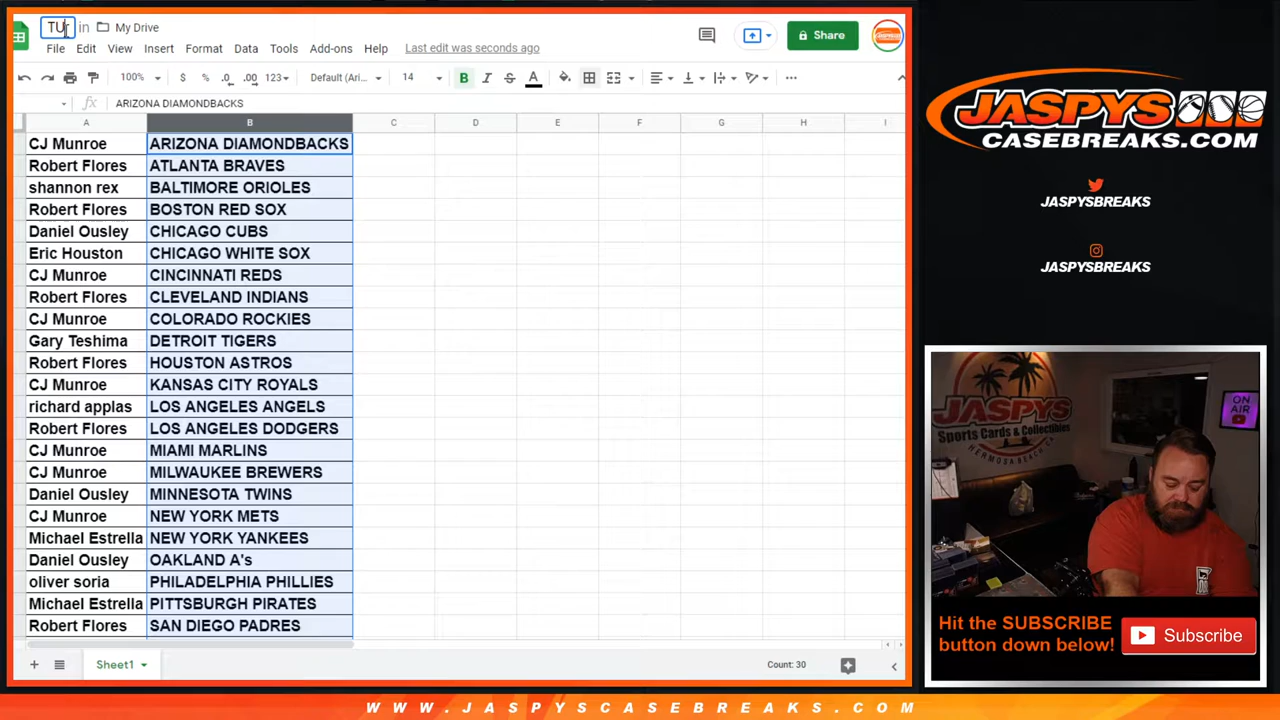 TU in My Drive
File Edit View Insert Format Data Tools Add-ons Help Last edit was seconds ago
Share
100% $ % .0 .00 123 Default (Ari... 14 B I S A
fx ARIZONA DIAMONDBACKS
A B C D E F G H I
CJ Munroe ARIZONA DIAMONDBACKS
Robert Flores ATLANTA BRAVES
shannon rex BALTIMORE ORIOLES
Robert Flores BOSTON RED SOX
Daniel Ousley CHICAGO CUBS
Eric Houston CHICAGO WHITE SOX
CJ Munroe CINCINNATI REDS
Robert Flores CLEVELAND INDIANS
CJ Munroe COLORADO ROCKIES
Gary Teshima DETROIT TIGERS
Robert Flores HOUSTON ASTROS
CJ Munroe KANSAS CITY ROYALS
richard applas LOS ANGELES ANGELS
Robert Flores LOS ANGELES DODGERS
CJ Munroe MIAMI MARLINS
CJ Munroe MILWAUKEE BREWERS
Daniel Ousley MINNESOTA TWINS
CJ Munroe NEW YORK METS
Michael Estrella NEW YORK YANKEES
Daniel Ousley OAKLAND A's
oliver soria PHILADELPHIA PHILLIES
Michael Estrella PITTSBURGH PIRATES
Robert Flores SAN DIEGO PADRES
Sheet1
Count: 30
JASPYS
CASEBREAKS.COM
JASPYSBREAKS
JASPYSBREAKS
JASPYS
Sports Cards & Collectibles
HERMOSA BEACH CA
ON
AIR
Hit the SUBSCRIBE
button down below!
Subscribe
WWW.JASPYSCASEBREAKS.COM